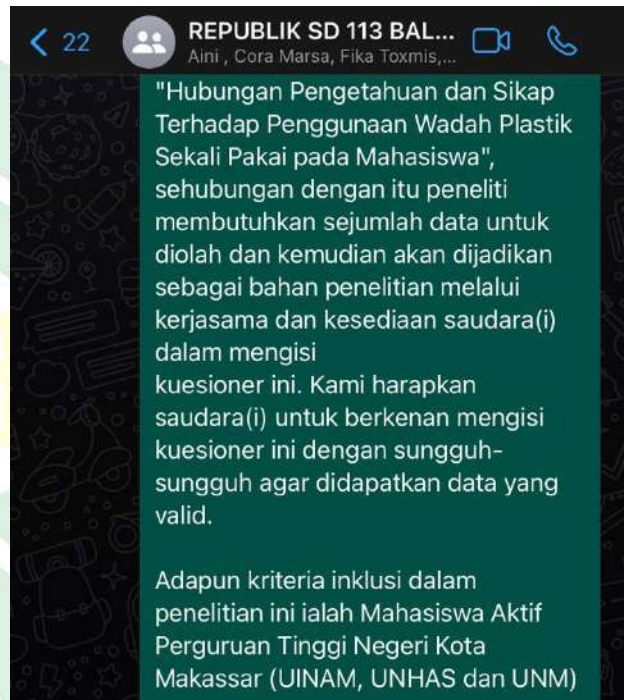 22
REPUBLIK SD 113 BAL...
Aini , Cora Marsa, Fika Toxmis,...
"Hubungan Pengetahuan dan Sikap
Terhadap Penggunaan Wadah Plastik
Sekali Pakai pada Mahasiswa",
sehubungan dengan itu peneliti
membutuhkan sejumlah data untuk
diolah dan kemudian akan dijadikan
sebagai bahan penelitian melalui
kerjasama dan kesediaan saudara(i)
dalam mengisi
kuesioner ini. Kami harapkan
saudara(i) untuk berkenan mengisi
kuesioner ini dengan sungguh-
sungguh agar didapatkan data yang
valid.
Adapun kriteria inklusi dalam
penelitian ini ialah Mahasiswa Aktif
Perguruan Tinggi Negeri Kota
Makassar (UINAM, UNHAS dan UNM)